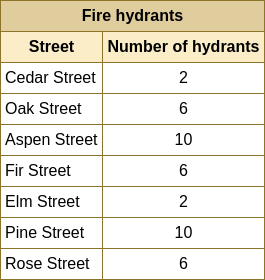 Fire hydrants
Street Number of hydrants
Cedar Street 2
Oak Street 6
Aspen Street 10
Fir Street 6
Elm Street 2
Pine Street 10
Rose Street 6